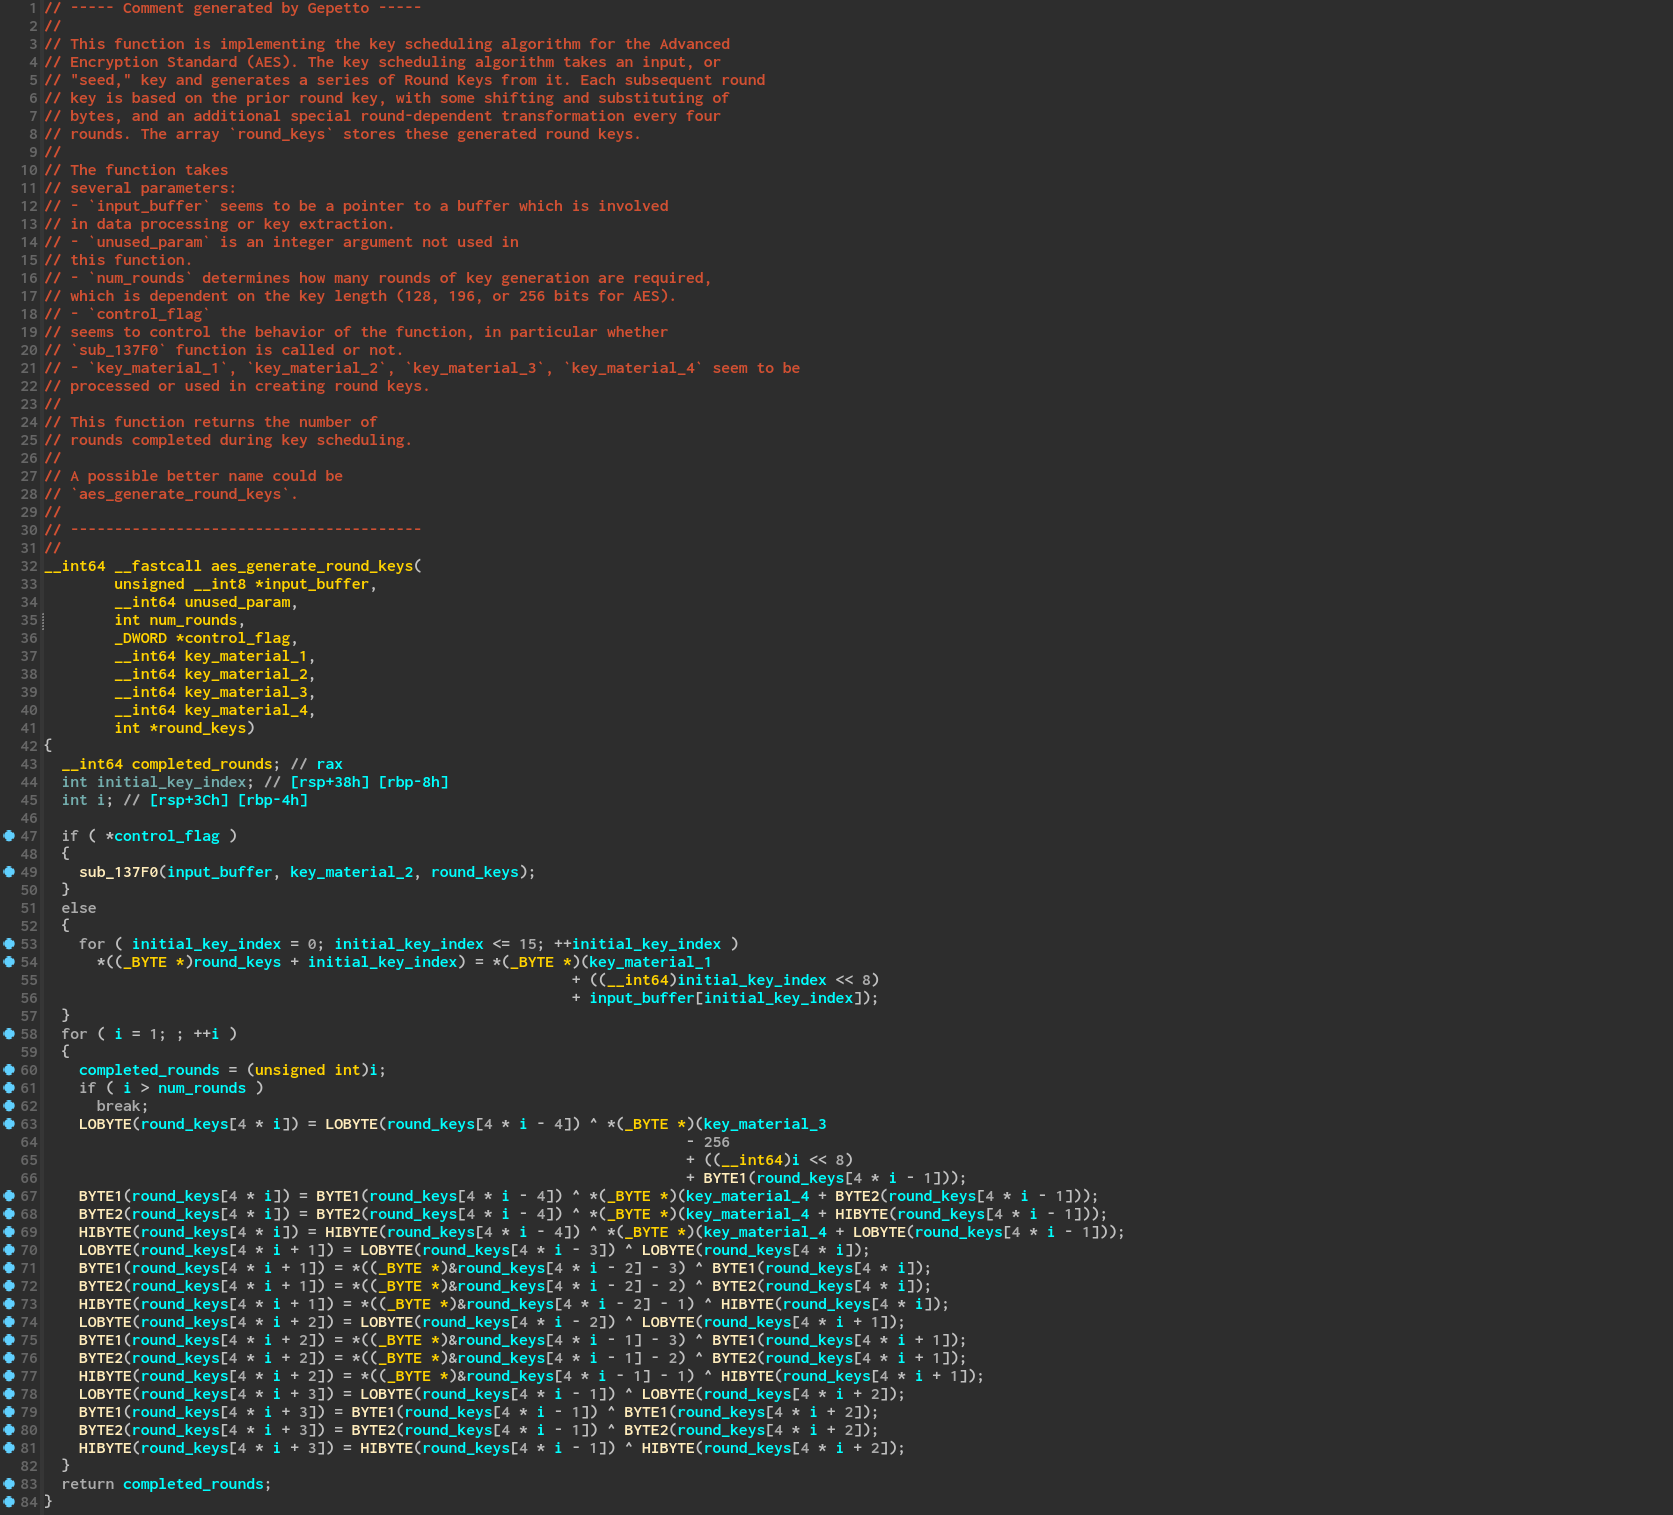 1 // ----- Comment generated by Gepetto -----
2 //
3 // This function is implementing the key scheduling algorithm for the Advanced
4 // Encryption Standard (AES). The key scheduling algorithm takes an input, or
5 // "seed," key and generates a series of Round Keys from it. Each subsequent round
6 // key is based on the prior round key, with some shifting and substituting of
7 // bytes, and an additional special round-dependent transformation every four
8 // rounds. The array `round_keys` stores these generated round keys.
9 //
10 // The function takes
11 // several parameters:
12 // - `input_buffer` seems to be a pointer to a buffer which is involved
13 // in data processing or key extraction.
14 // - `unused_param` is an integer argument not used in
15 // this function.
16 // - `num_rounds` determines how many rounds of key generation are required,
17 // which is dependent on the key length (128, 196, or 256 bits for AES).
18 // - `control_flag`
19 // seems to control the behavior of the function, in particular whether
20 // `sub_137F0` function is called or not.
21 // - `key_material_1`, `key_material_2`, `key_material_3`, `key_material_4` seem to be
22 // processed or used in creating round keys.
23 //
24 // This function returns the number of
25 // rounds completed during key scheduling.
26 //
27 // A possible better name could be
28 // `aes_generate_round_keys`.
29 //
30 // ----------------------------------------
31 //
32 __int64 __fastcall aes_generate_round_keys(
33 unsigned __int8 *input_buffer,
34 __int64 unused_param,
35 int num_rounds,
36 _DWORD *control_flag,
37 __int64 key_material_1,
38 __int64 key_material_2,
39 __int64 key_material_3,
40 __int64 key_material_4,
41 int *round_keys)
42 {
43 __int64 completed_rounds; // rax
44 int initial_key_index; // [rsp+38h] [rbp-8h]
45 int i; // [rsp+3Ch] [rbp-4h]
46
47 if ( *control_flag )
48 {
49 sub_137F0(input_buffer, key_material_2, round_keys);
50 }
51 else
52 {
53 for ( initial_key_index = 0; initial_key_index <= 15; ++initial_key_index )
54 *((_BYTE *)round_keys + initial_key_index) = *(_BYTE *)(key_material_1
55 + ((__int64)initial_key_index << 8)
56 + input_buffer[initial_key_index]);
57 }
58 for ( i = 1; ; ++i )
59 {
60 completed_rounds = (unsigned int)i;
61 if ( i > num_rounds )
62 break;
63 LOBYTE(round_keys[4 * i]) = LOBYTE(round_keys[4 * i - 4]) ^ *(_BYTE *)(key_material_3
64 - 256
65 + ((__int64)i << 8)
66 + BYTE1(round_keys[4 * i - 1]));
67 BYTE1(round_keys[4 * i]) = BYTE1(round_keys[4 * i - 4]) ^ *(_BYTE *)(key_material_4 + BYTE2(round_keys[4 * i - 1]));
68 BYTE2(round_keys[4 * i]) = BYTE2(round_keys[4 * i - 4]) ^ *(_BYTE *)(key_material_4 + HIBYTE(round_keys[4 * i - 1]));
69 HIBYTE(round_keys[4 * i]) = HIBYTE(round_keys[4 * i - 4]) ^ *(_BYTE *)(key_material_4 + LOBYTE(round_keys[4 * i - 1]));
70 LOBYTE(round_keys[4 * i + 1]) = LOBYTE(round_keys[4 * i - 3]) ^ LOBYTE(round_keys[4 * i]);
71 BYTE1(round_keys[4 * i + 1]) = *((_BYTE *)&round_keys[4 * i - 2] - 3) ^ BYTE1(round_keys[4 * i]);
72 BYTE2(round_keys[4 * i + 1]) = *((_BYTE *)&round_keys[4 * i - 2] - 2) ^ BYTE2(round_keys[4 * i]);
73 HIBYTE(round_keys[4 * i + 1]) = *((_BYTE *)&round_keys[4 * i - 2] - 1) ^ HIBYTE(round_keys[4 * i]);
74 LOBYTE(round_keys[4 * i + 2]) = LOBYTE(round_keys[4 * i - 2]) ^ LOBYTE(round_keys[4 * i + 1]);
75 BYTE1(round_keys[4 * i + 2]) = *((_BYTE *)&round_keys[4 * i - 1] - 3) ^ BYTE1(round_keys[4 * i + 1]);
76 BYTE2(round_keys[4 * i + 2]) = *((_BYTE *)&round_keys[4 * i - 1] - 2) ^ BYTE2(round_keys[4 * i + 1]);
77 HIBYTE(round_keys[4 * i + 2]) = *((_BYTE *)&round_keys[4 * i - 1] - 1) ^ HIBYTE(round_keys[4 * i + 1]);
78 LOBYTE(round_keys[4 * i + 3]) = LOBYTE(round_keys[4 * i - 1]) ^ LOBYTE(round_keys[4 * i + 2]);
79 BYTE1(round_keys[4 * i + 3]) = BYTE1(round_keys[4 * i - 1]) ^ BYTE1(round_keys[4 * i + 2]);
80 BYTE2(round_keys[4 * i + 3]) = BYTE2(round_keys[4 * i - 1]) ^ BYTE2(round_keys[4 * i + 2]);
81 HIBYTE(round_keys[4 * i + 3]) = HIBYTE(round_keys[4 * i - 1]) ^ HIBYTE(round_keys[4 * i + 2]);
82 }
83 return completed_rounds;
84 }